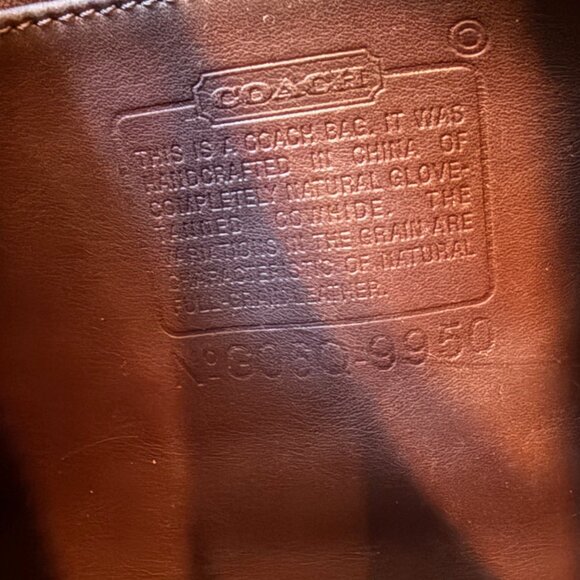 ©
COACH
THIS IS A COACH BAG. IT WAS
HANDCRAFTED IN CHINA OF
COMPLETELY NATURAL GLOVE-
TANNED COWHIDE. THE
VARIATIONS IN THE GRAIN ARE
CHARACTERISTIC OF NATURAL
FULL-GRAIN LEATHER.
9950